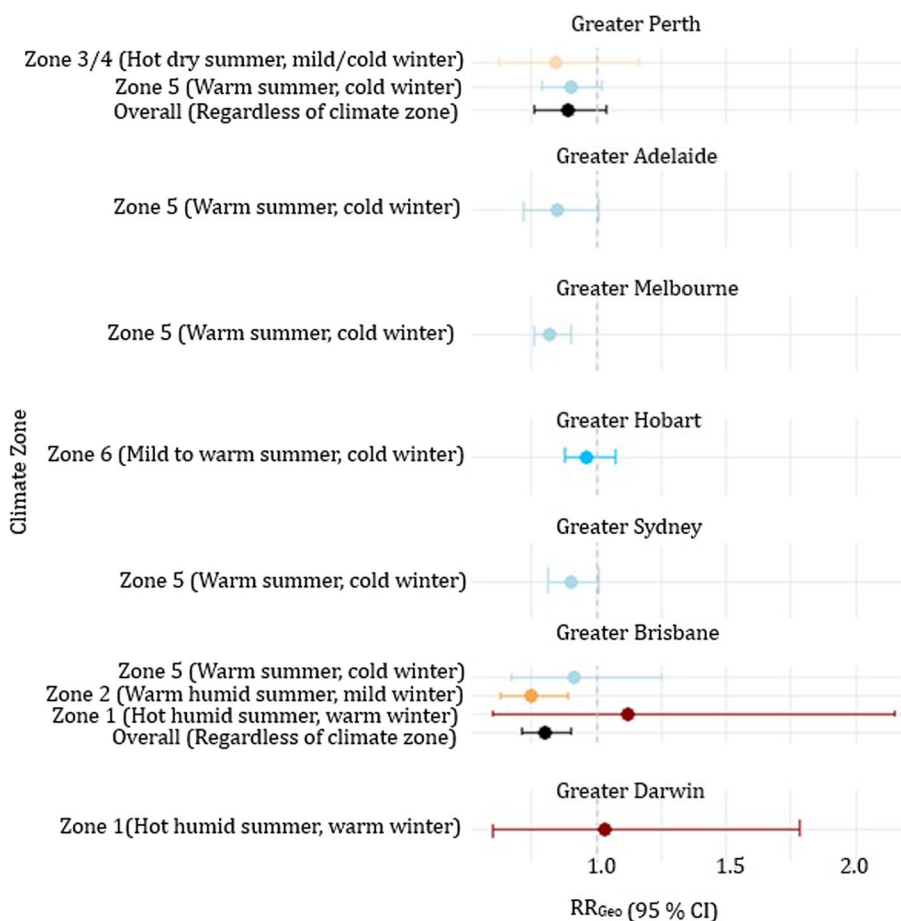 Greater Perth
Zone 3/4 (Hot dry summer, mild/cold winter)
Zone 5 (Warm summer, cold winter)
Overall (Regardless of climate zone)
Greater Adelaide
Zone 5 (Warm summer, cold winter)
Greater Melbourne
Zone 5 (Warm summer, cold winter)
Climate Zone
Greater Hobart
Zone 6 (Mild to warm summer, cold winter)
Greater Sydney
Zone 5 (Warm summer, cold winter)
Greater Brisbane
Zone 5 (Warm summer, cold winter)
Zone 2 (Warm humid summer, mild winter)
Zone 1 (Hot humid summer, warm winter)
Overall (Regardless of climate zone)
Greater Darwin
Zone 1(Hot humid summer, warm winter)
1.0 1.5 2.0
RRGeo (95 % CI)